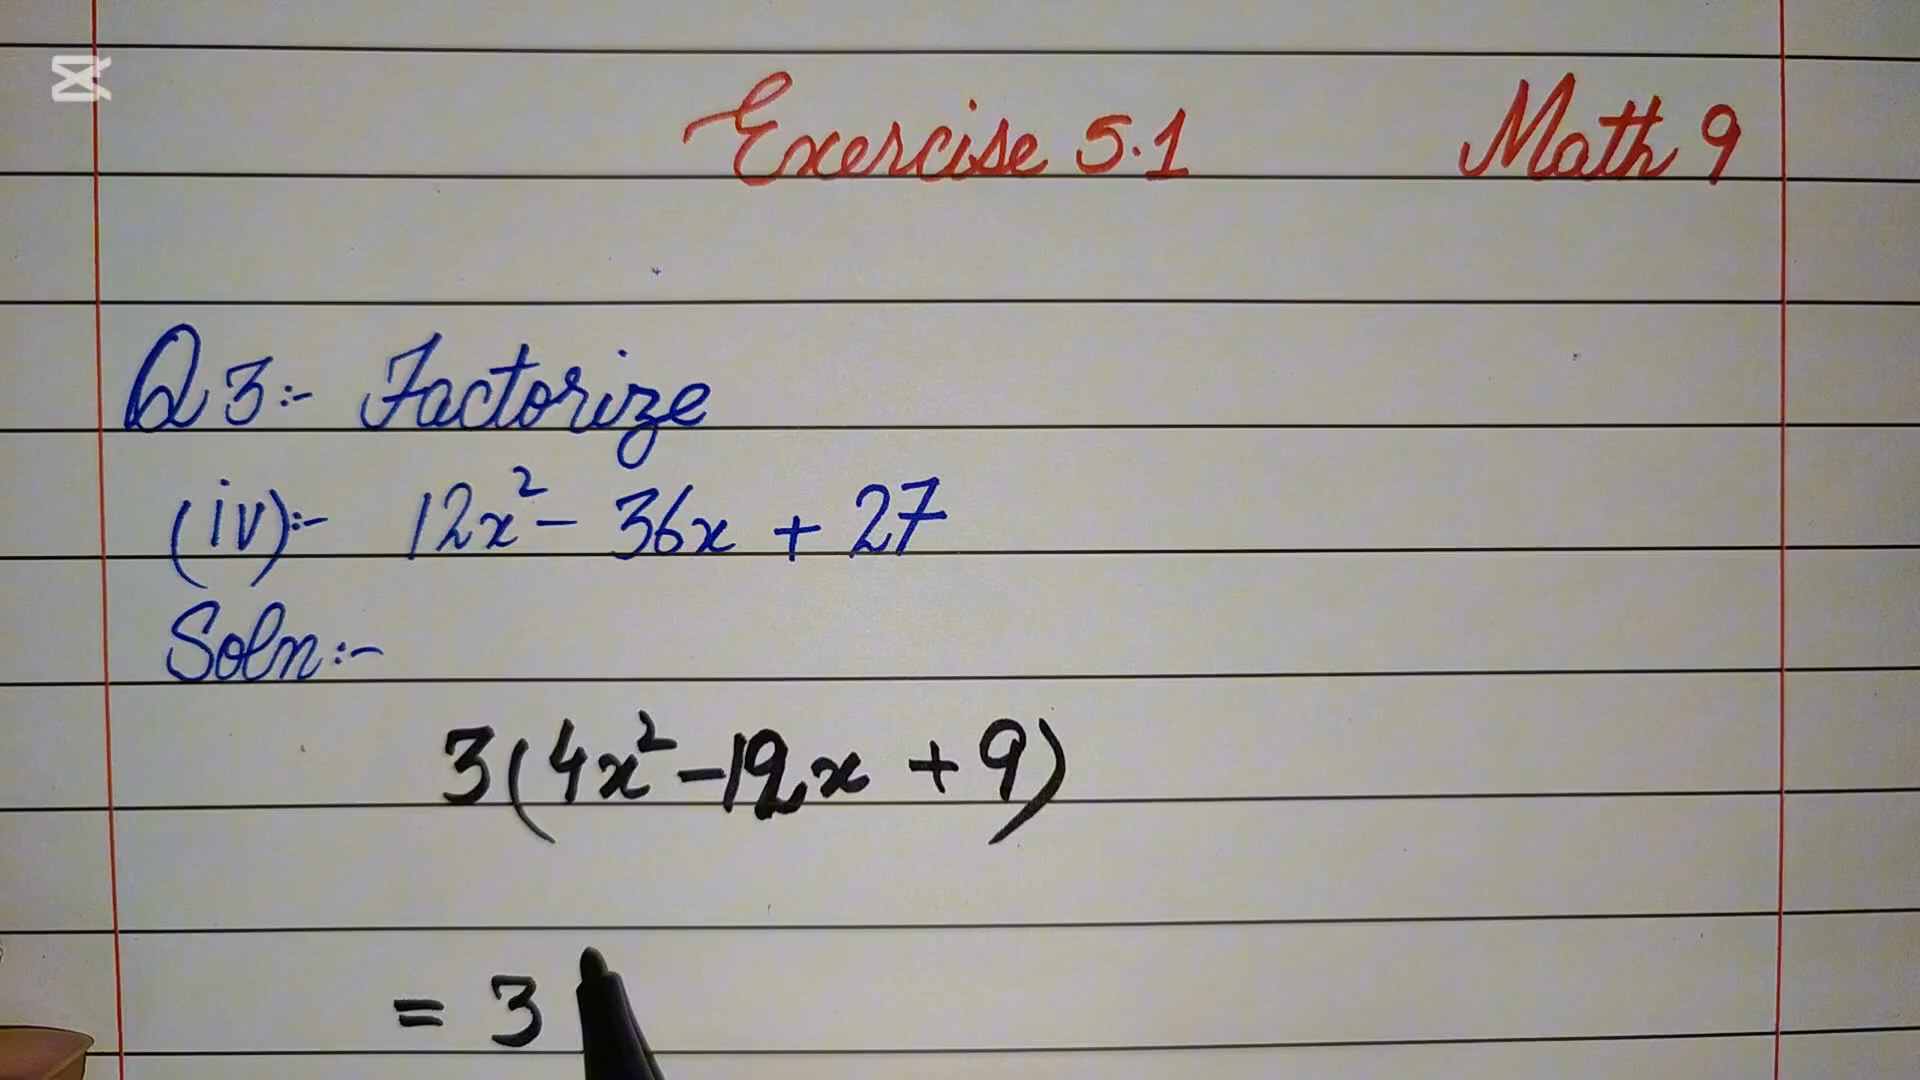 Exercise 5.1 Math 9
Q3:- Factorize
(iv):- 12x² - 36x + 27
Soln:-
3(4x² - 12x + 9)
= 3